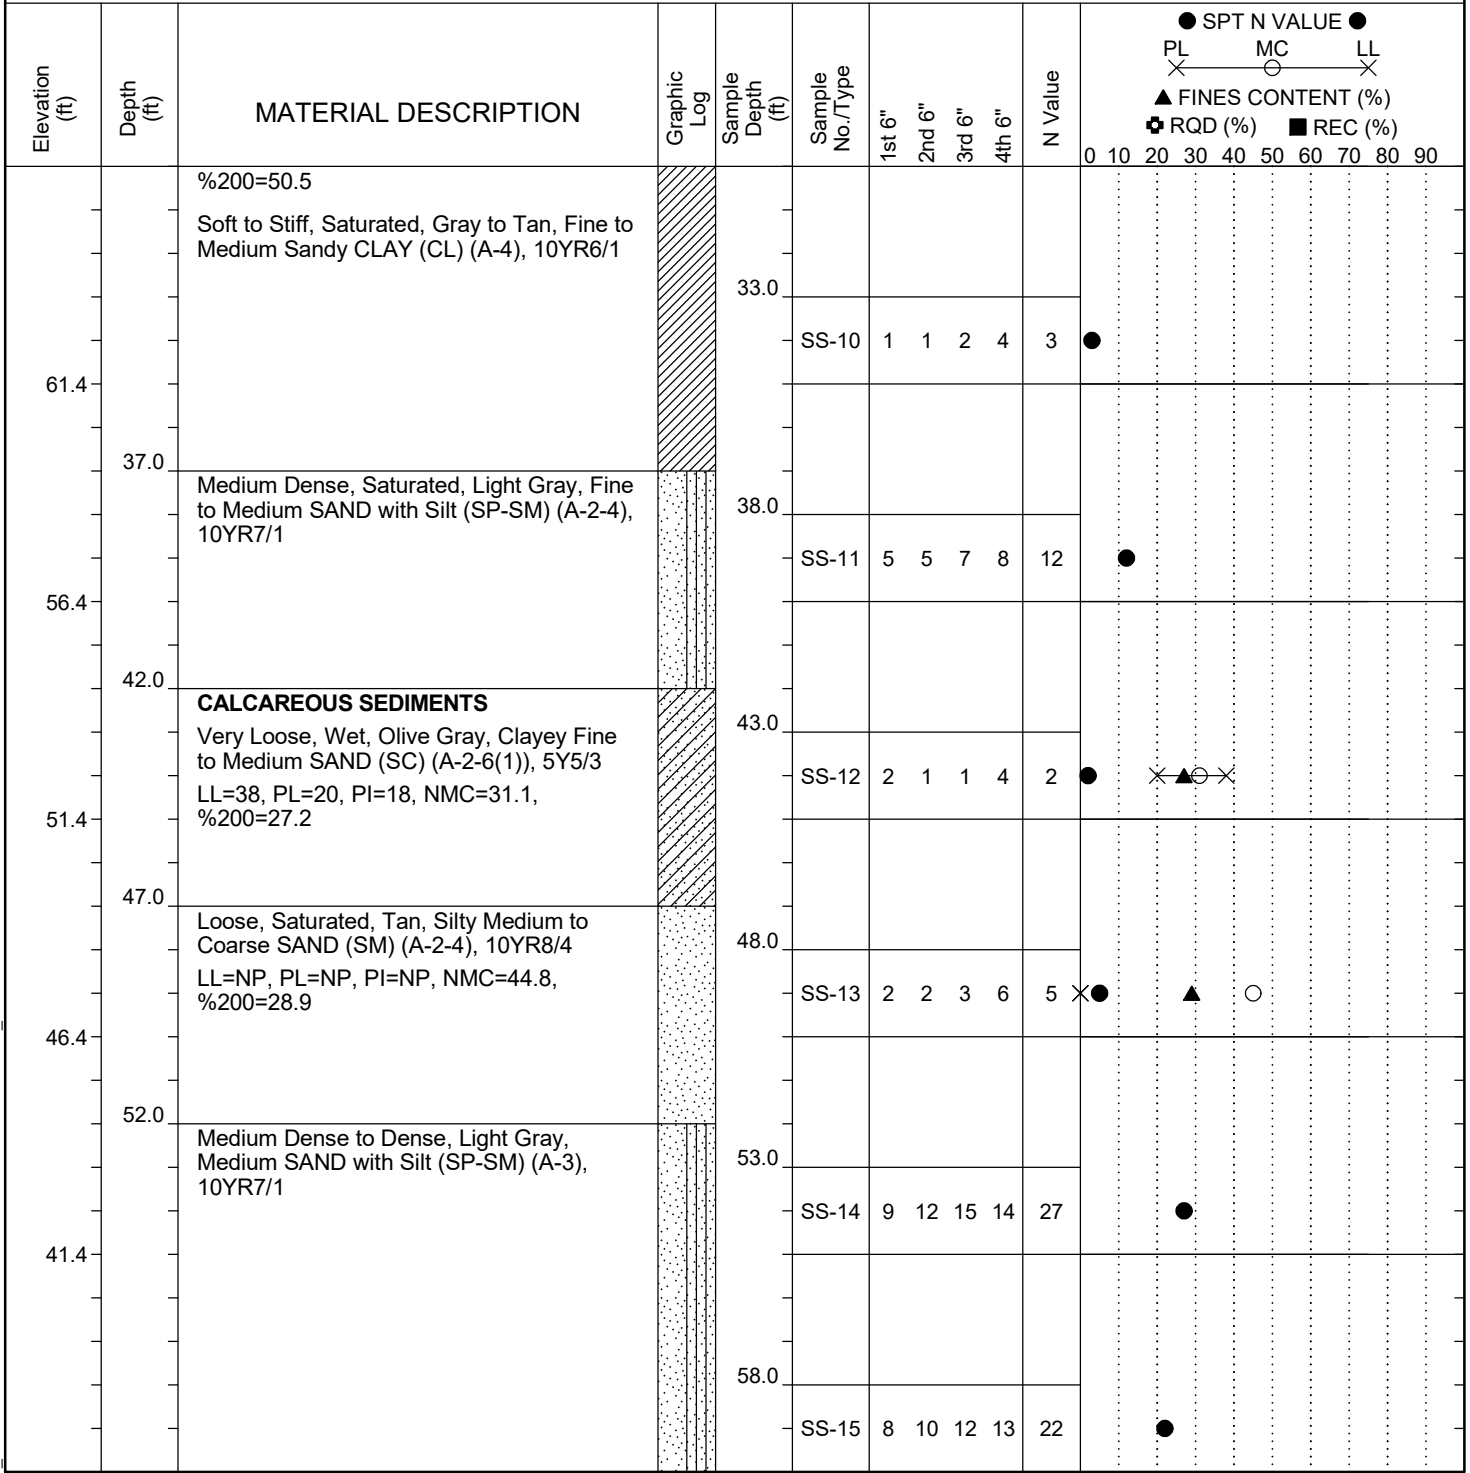 Elevation
(ft)
Depth
(ft)
MATERIAL DESCRIPTION
Graphic
Log
Sample
Depth
(ft)
Sample
No./Type
1st 6"
2nd 6"
3rd 6"
4th 6"
N Value
SPT N VALUE
PL MC LL
FINES CONTENT (%)
RQD (%) REC (%)
0 10 20 30 40 50 60 70 80 90
%200=50.5
Soft to Stiff, Saturated, Gray to Tan, Fine to
Medium Sandy CLAY (CL) (A-4), 10YR6/1
33.0
SS-10 1 1 2 4 3
61.4
37.0
Medium Dense, Saturated, Light Gray, Fine
to Medium SAND with Silt (SP-SM) (A-2-4),
10YR7/1
38.0
SS-11 5 5 7 8 12
56.4
42.0
CALCAREOUS SEDIMENTS
Very Loose, Wet, Olive Gray, Clayey Fine
to Medium SAND (SC) (A-2-6(1)), 5Y5/3
LL=38, PL=20, PI=18, NMC=31.1,
%200=27.2
43.0
SS-12 2 1 1 4 2
51.4
47.0
Loose, Saturated, Tan, Silty Medium to
Coarse SAND (SM) (A-2-4), 10YR8/4
LL=NP, PL=NP, PI=NP, NMC=44.8,
%200=28.9
48.0
SS-13 2 2 3 6 5
46.4
52.0
Medium Dense to Dense, Light Gray,
Medium SAND with Silt (SP-SM) (A-3),
10YR7/1
53.0
SS-14 9 12 15 14 27
41.4
58.0
SS-15 8 10 12 13 22